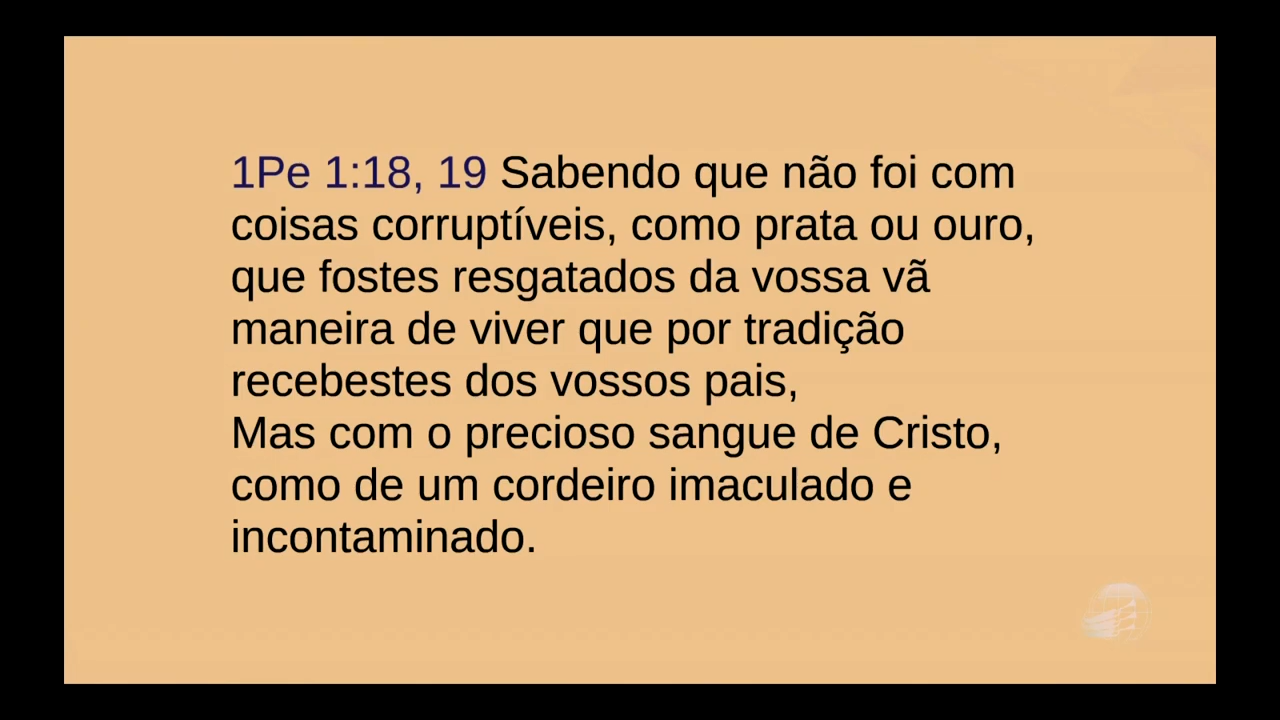 1Pe 1:18, 19 Sabendo que não foi com
coisas corruptíveis, como prata ou ouro,
que fostes resgatados da vossa vã
maneira de viver que por tradição
recebestes dos vossos pais,
Mas com o precioso sangue de Cristo,
como de um cordeiro imaculado e
incontaminado.